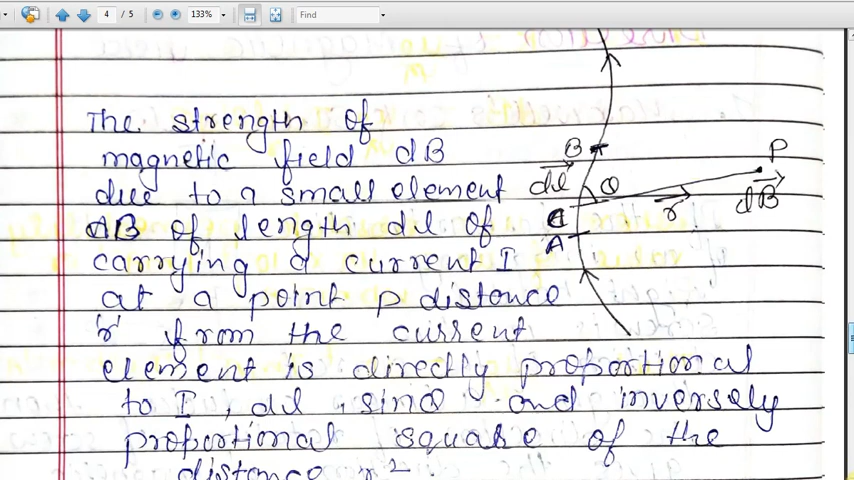 4 / 5
133%
Find
The strength of
magnetic field dB
due to a small element
AB of length dl of
carrying a current I
at a point P distance
'r' from the current
element is directly proportional
to I, dl, sinθ and inversely
proportional square of the
distance r²
B
P
dl
θ
r
dB
C
A